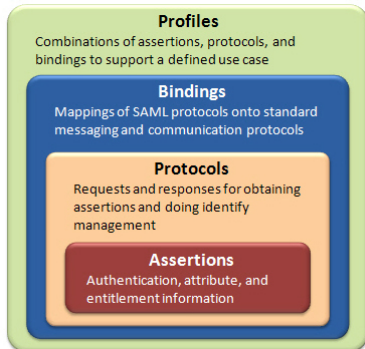 Profiles
Combinations of assertions, protocols, and
bindings to support a defined use case
Bindings
Mappings of SAML protocols onto standard
messaging and communication protocols
Protocols
Requests and responses for obtaining
assertions and doing identify
management
Assertions
Authentication, attribute, and
entitlement information